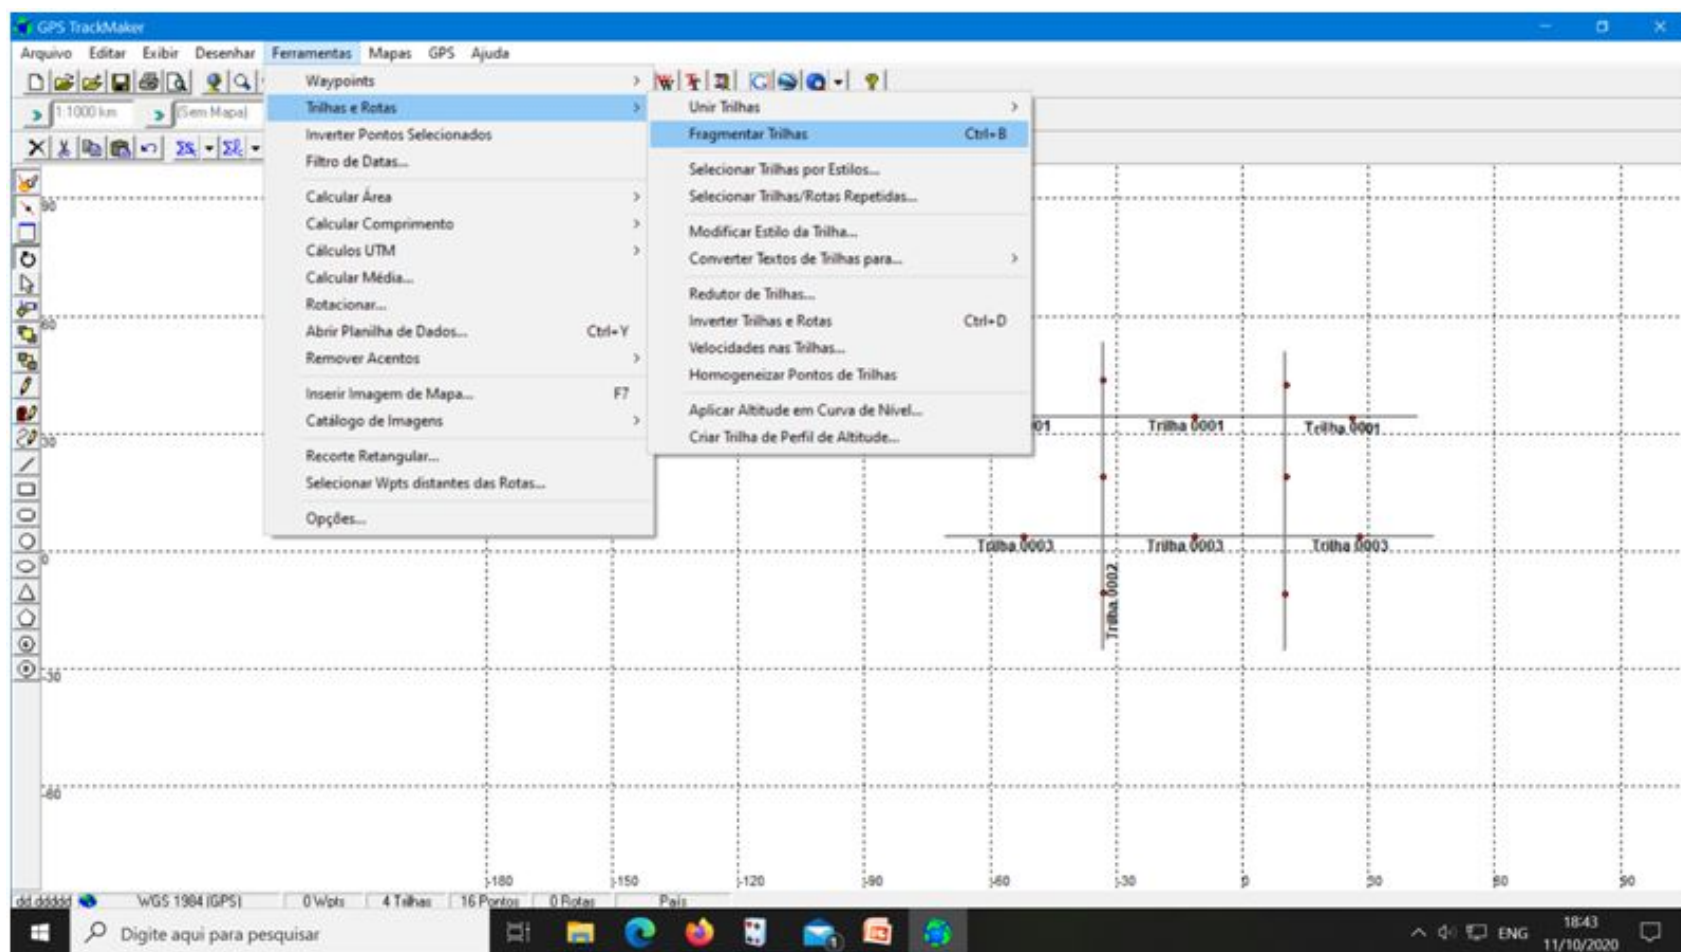 GPS TrackMaker
Arquivo Editar Exibir Desenhar Ferramentas Mapas GPS Ajuda
1:1000 km (Sem Mapa)
Waypoints
Trilhas e Rotas
Inverter Pontos Selecionados
Filtro de Datas...
Calcular Área
Calcular Comprimento
Cálculos UTM
Calcular Média...
Rotacionar...
Abrir Planilha de Dados... Ctrl+Y
Remover Acentos
Inserir Imagem de Mapa... F7
Catálogo de Imagens
Recorte Retangular...
Selecionar Wpts distantes das Rotas...
Opções...
Unir Trilhas
Fragmentar Trilhas Ctrl+B
Selecionar Trilhas por Estilos...
Selecionar Trilhas/Rotas Repetidas...
Modificar Estilo da Trilha...
Converter Textos de Trilhas para...
Redutor de Trilhas...
Inverter Trilhas e Rotas Ctrl+D
Velocidades nas Trilhas...
Homogeneizar Pontos de Trilhas
Aplicar Altitude em Curva de Nível...
Criar Trilha de Perfil de Altitude...
90
60
30
0
-30
-60
01 Trilha 0001 Trilha 0001
Trilha 0003 Trilha 0003 Trilha 0003
Trilha 0002
-180 -150 -120 -90 -60 -30 0 30 60 90
dd.ddddd WGS 1984 (GPS) 0 Wpts 4 Trilhas 16 Pontos 0 Rotas País
Digite aqui para pesquisar
1
ENG
18:43
11/10/2020